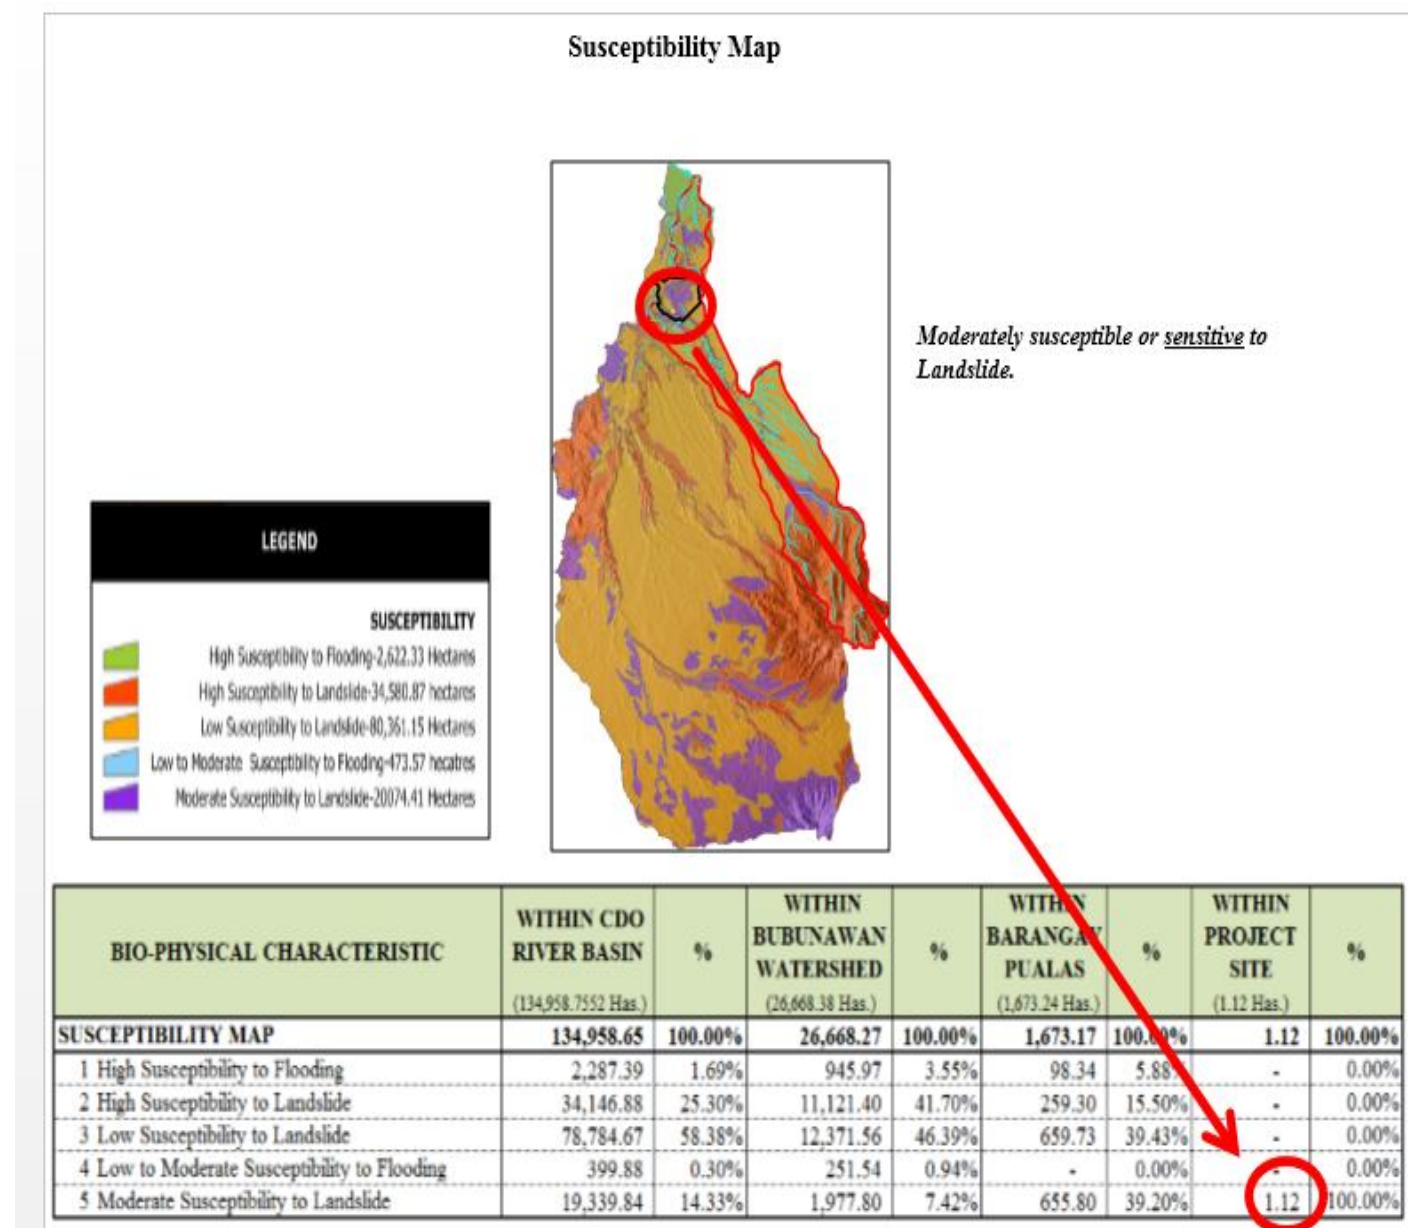 Susceptibility Map
Moderately susceptible or sensitive to
Landslide.
LEGEND
SUSCEPTIBILITY
High Susceptibility to Flooding-2,622.33 Hectares
High Susceptibility to Landslide-34,580.87 hectares
Low Susceptibility to Landslide-80,361.15 Hectares
Low to Moderate Susceptibility to Flooding-473.57 hecatres
Moderate Susceptibility to Landslide-20074.41 Hectares
BIO-PHYSICAL CHARACTERISTIC
WITHIN CDO
RIVER BASIN
(134,958.7552 Has.)
%
WITHIN
BUBUNAWAN
WATERSHED
(26,668.38 Has.)
%
WITHIN
BARANGAY
PUALAS
(1,673.24 Has.)
%
WITHIN
PROJECT
SITE
(1.12 Has.)
%
SUSCEPTIBILITY MAP 134,958.65 100.00% 26,668.27 100.00% 1,673.17 100.00% 1.12 100.00%
1 High Susceptibility to Flooding 2,287.39 1.69% 945.97 3.55% 98.34 5.88% - 0.00%
2 High Susceptibility to Landslide 34,146.88 25.30% 11,121.40 41.70% 259.30 15.50% - 0.00%
3 Low Susceptibility to Landslide 78,784.67 58.38% 12,371.56 46.39% 659.73 39.43% - 0.00%
4 Low to Moderate Susceptibility to Flooding 399.88 0.30% 251.54 0.94% - 0.00% - 0.00%
5 Moderate Susceptibility to Landslide 19,339.84 14.33% 1,977.80 7.42% 655.80 39.20% 1.12 100.00%